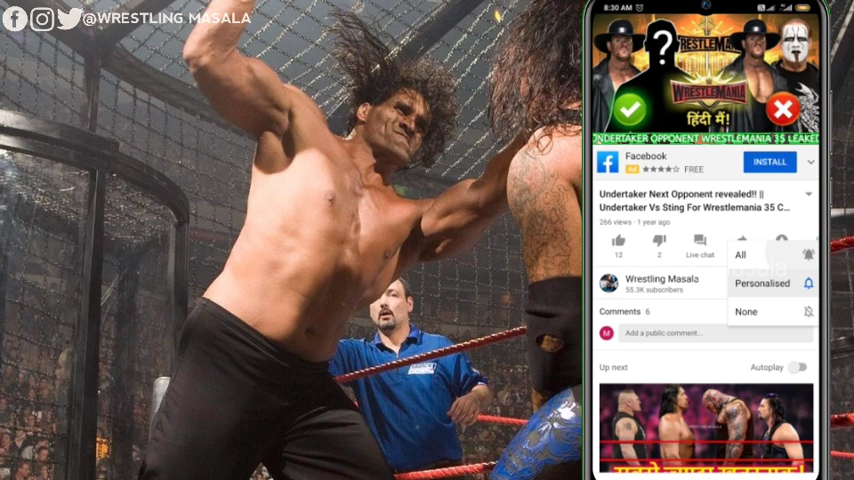 @WRESTLING MASALA
8:30 AM
WRESTLEMANIA
हिंदी में!
UNDERTAKER OPPONENT WRESTLEMANIA 35 LEAKED
Facebook
Ad
FREE
INSTALL
Undertaker Next Opponent revealed!! ||
Undertaker Vs Sting For Wrestlemania 35 C...
266 views · 1 year ago
12
2
Live chat
All
Personalised
None
Wrestling Masala
55.3K subscribers
Comments 6
M
Add a public comment...
Up next
Autoplay